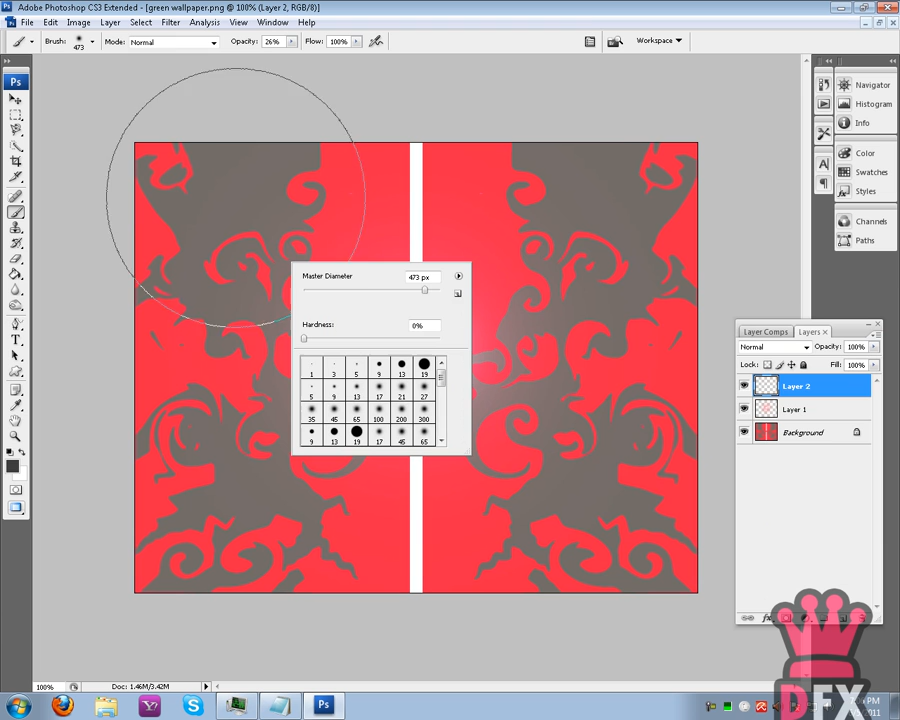 Adobe Photoshop CS3 Extended - [green wallpaper.png @ 100% (Layer 2, RGB/8)]
File Edit Image Layer Select Filter Analysis View Window Help
Brush: 473 Mode: Normal Opacity: 26% Flow: 100% Workspace
Ps
Navigator
Histogram
Info
Color
Swatches
Styles
Channels
Paths
A
T
Master Diameter 473 px
Hardness: 0%
1 3 5 9 13 19
5 9 13 17 21 27
35 45 65 100 200 300
9 13 19 17 45 65
Layer Comps Layers x
Normal Opacity: 100%
Lock: Fill: 100%
Layer 2
Layer 1
Background
fx
100% Doc: 1.46M/3.42M
Y S Ps
DFX